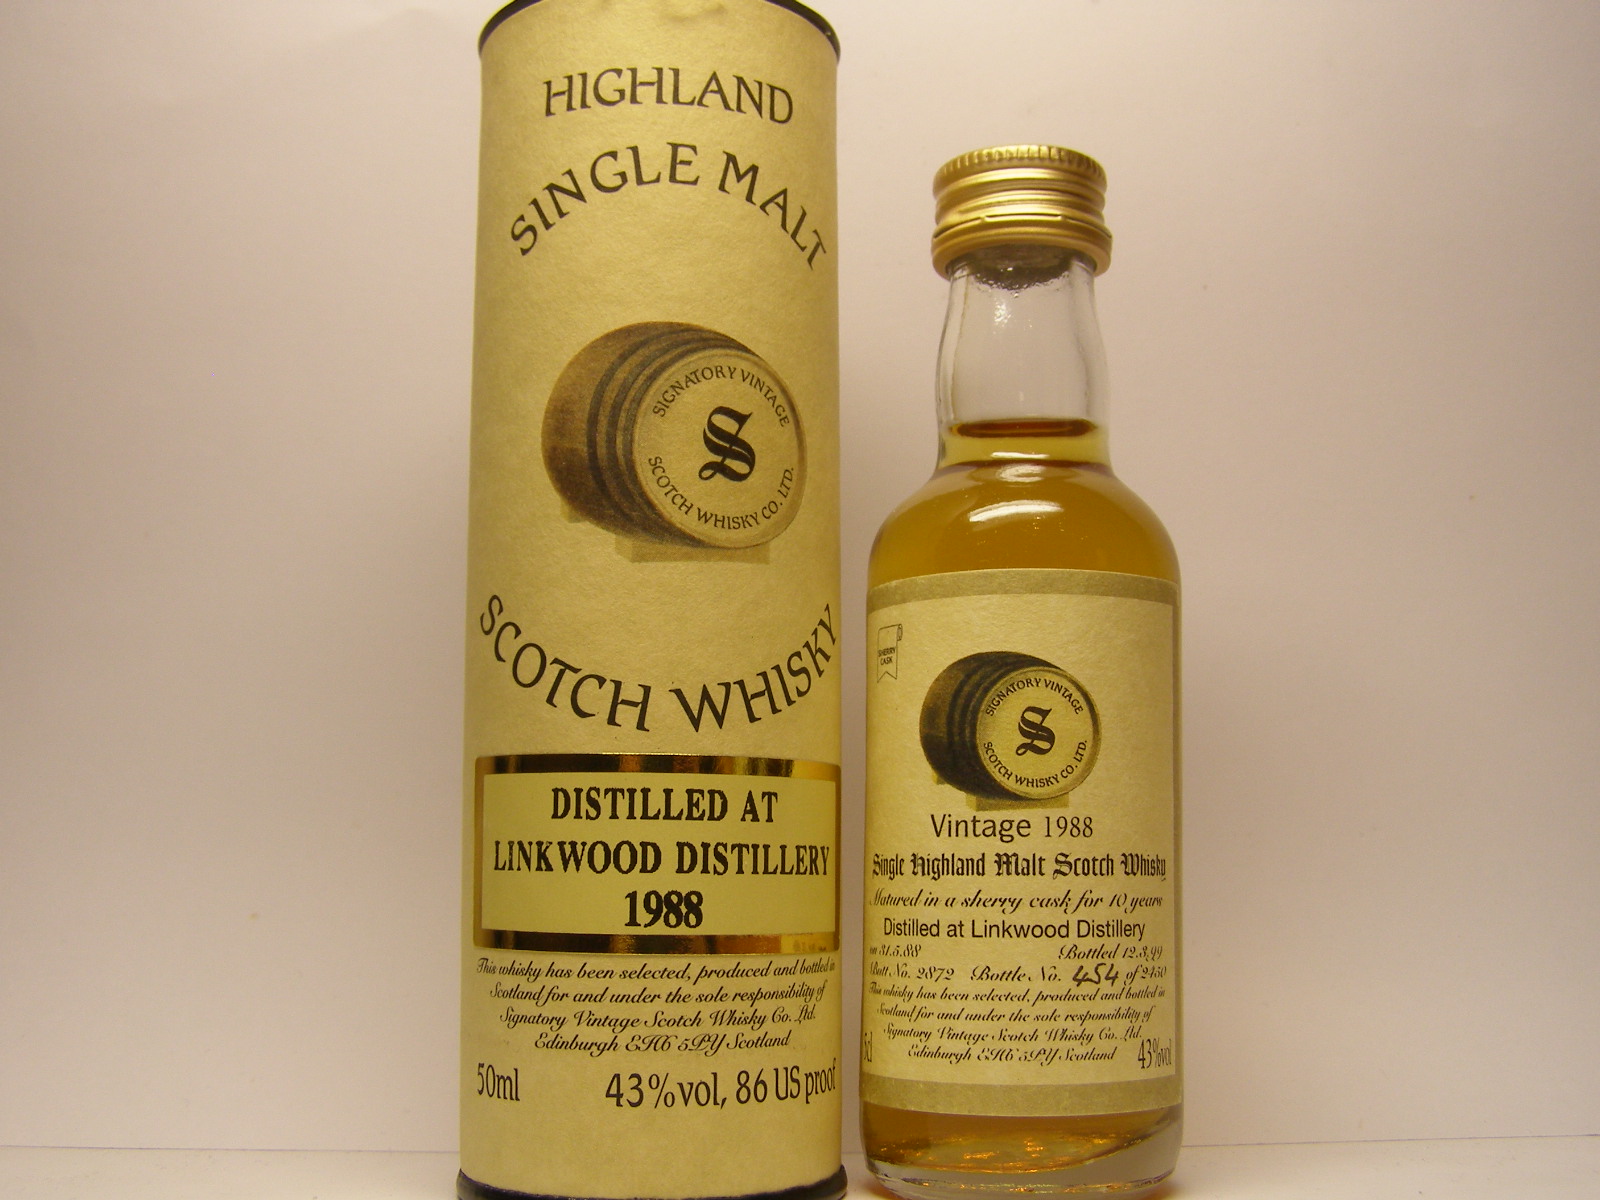 HIGHLAND
SINGLE MALT
SIGNATORY VINTAGE
S
SCOTCH WHISKY CO. LTD.
SCOTCH WHISKY
DISTILLED AT
LINKWOOD DISTILLERY
1988
This whisky has been selected, produced and bottled in
Scotland for and under the sole responsibility of
Signatory Vintage Scotch Whisky Co. Ltd.
Edinburgh EH6 5PY Scotland
50ml 43%vol, 86 US proof
SHERRY
CASK
SIGNATORY VINTAGE
S
SCOTCH WHISKY CO. LTD.
Vintage 1988
Single Highland Malt Scotch Whisky
Matured in a sherry cask for 10 years
Distilled at Linkwood Distillery
on 31.5.88 Bottled 12.3.99
Butt No. 2872 Bottle No. 454 of 2450
This whisky has been selected, produced and bottled in
Scotland for and under the sole responsibility of
Signatory Vintage Scotch Whisky Co. Ltd.
Edinburgh EH6 5PY Scotland
5cl 43%vol